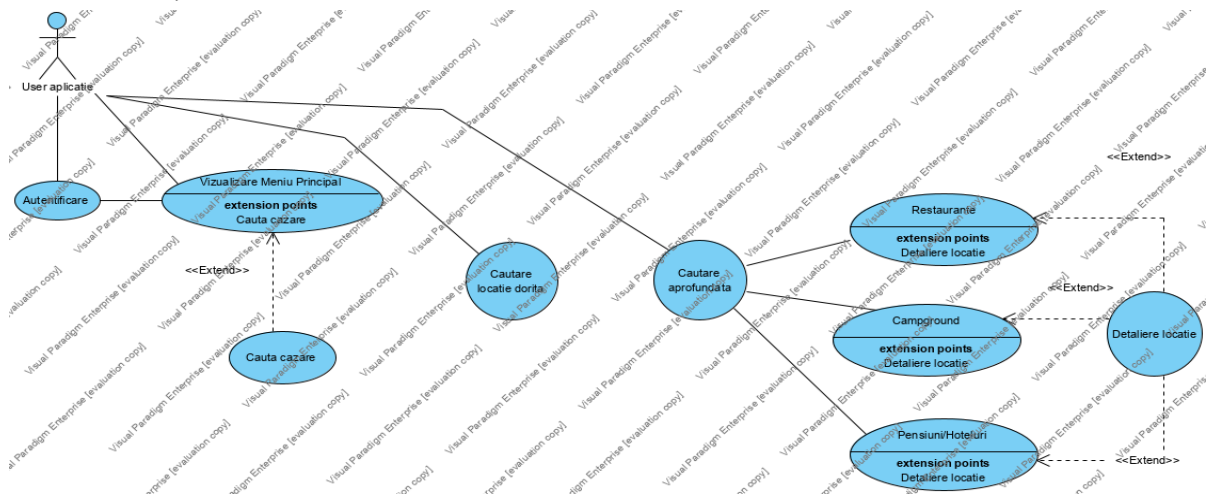 User aplicatie
Autentificare
Vizualizare Meniu Principal
extension points
Cauta cazare
<<Extend>>
Cauta cazare
Cautare
locatie dorita
Cautare
aprofundata
<<Extend>>
Restaurante
extension points
Detaliere locatie
<<Extend>>
Campground
extension points
Detaliere locatie
Detaliere locatie
Pensiuni/Hoteluri
extension points
Detaliere locatie
<<Extend>>
Visual Paradigm Enterprise [evaluation copy]